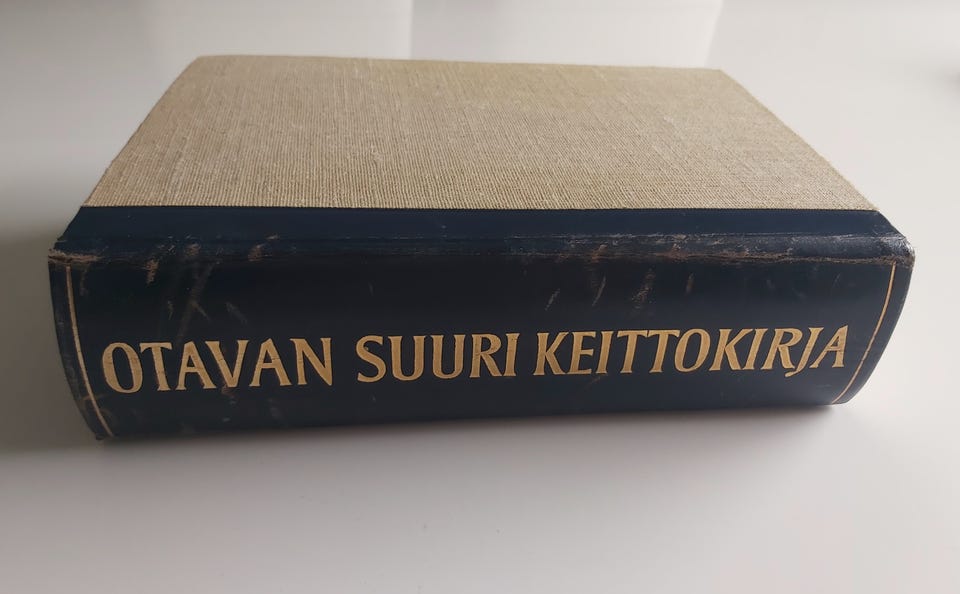 OTAVAN SUURI KEITTOKIRJA